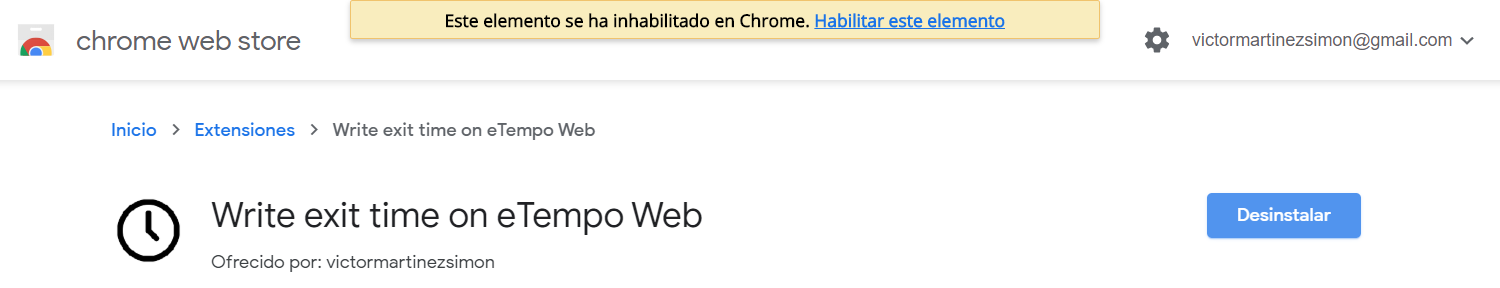 Este elemento se ha inhabilitado en Chrome. Habilitar este elemento
chrome web store
victormartinezsimon@gmail.com
Inicio > Extensiones > Write exit time on eTempo Web
Write exit time on eTempo Web
Desinstalar
Ofrecido por: victormartinezsimon